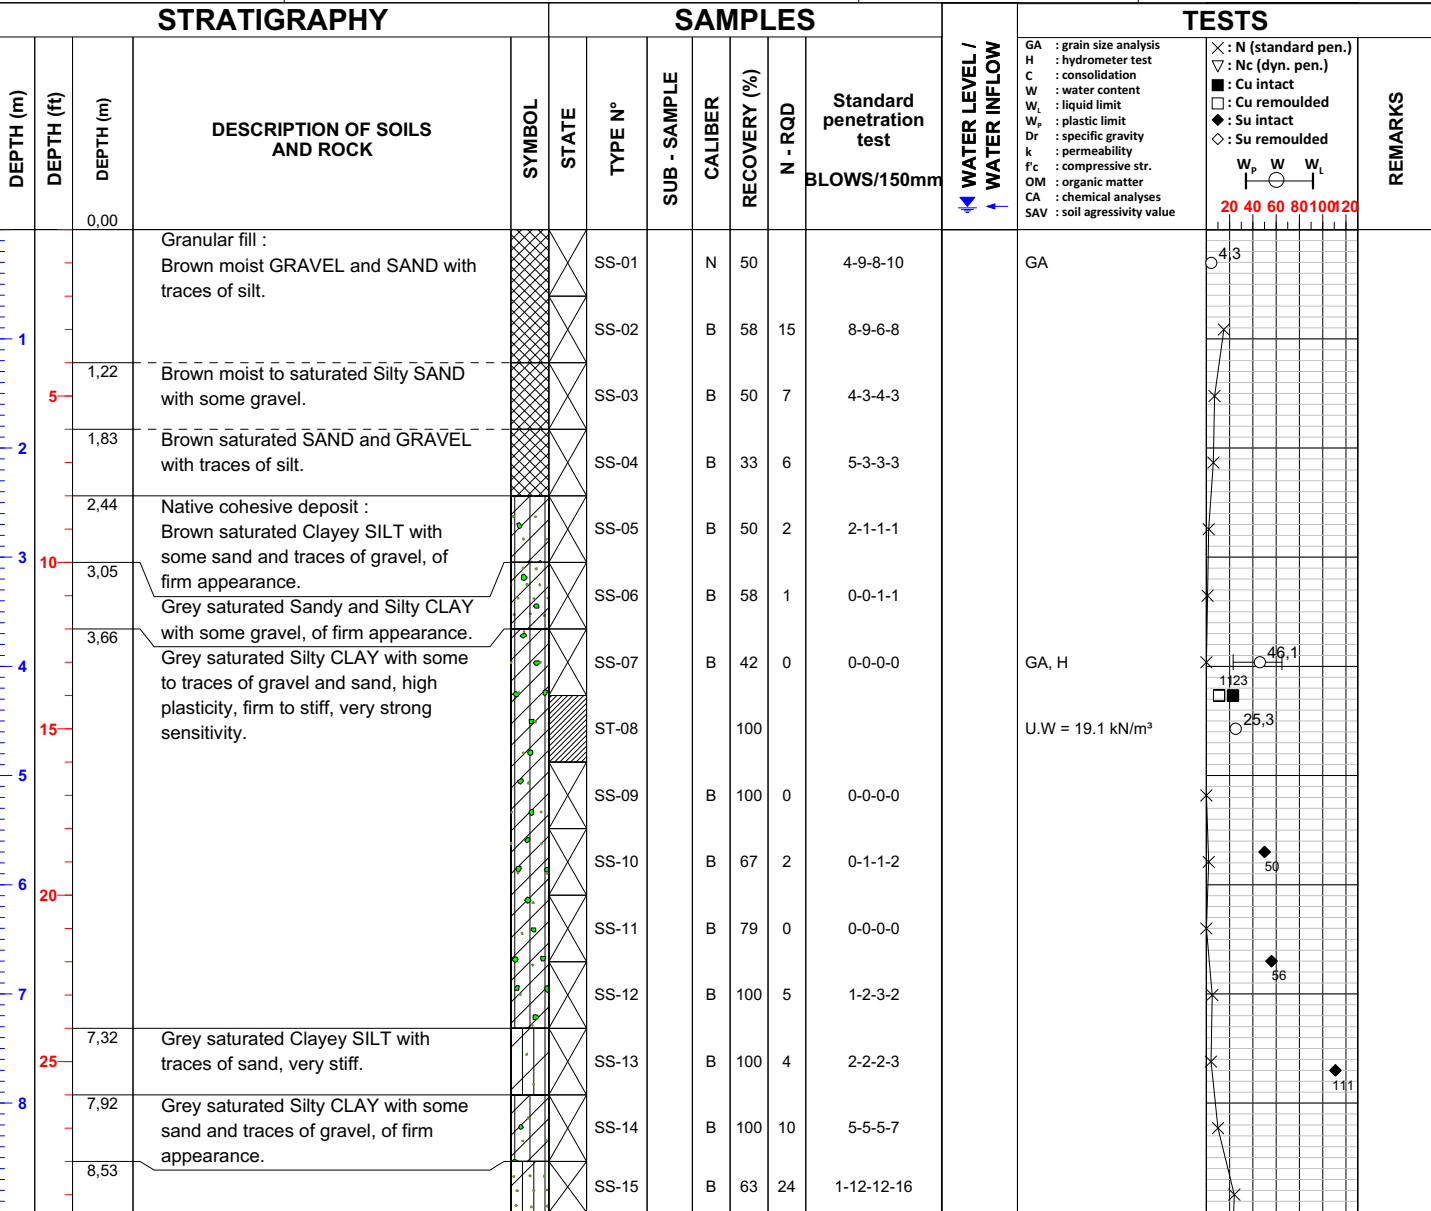 STRATIGRAPHY
SAMPLES
TESTS
DEPTH (m)
DEPTH (ft)
DEPTH (m)
0,00
DESCRIPTION OF SOILS
AND ROCK
SYMBOL
STATE
TYPE N°
SUB - SAMPLE
CALIBER
RECOVERY (%)
N - RQD
Standard
penetration
test
BLOWS/150mm
WATER LEVEL /
WATER INFLOW
GA : grain size analysis
H : hydrometer test
C : consolidation
W : water content
WL : liquid limit
WP : plastic limit
Dr : specific gravity
k : permeability
f'c : compressive str.
OM : organic matter
CA : chemical analyses
SAV : soil agressivity value
: N (standard pen.)
: Nc (dyn. pen.)
: Cu intact
: Cu remoulded
: Su intact
: Su remoulded
WP W WL
20 40 60 80 100 120
REMARKS
Granular fill :
Brown moist GRAVEL and SAND with
traces of silt.
SS-01 N 50 4-9-8-10 GA 4,3
SS-02 B 58 15 8-9-6-8
1
1,22 Brown moist to saturated Silty SAND
with some gravel.
5 SS-03 B 50 7 4-3-4-3
1,83 Brown saturated SAND and GRAVEL
with traces of silt.
2
SS-04 B 33 6 5-3-3-3
2,44 Native cohesive deposit :
Brown saturated Clayey SILT with
some sand and traces of gravel, of
firm appearance.
SS-05 B 50 2 2-1-1-1
3
10
3,05 Grey saturated Sandy and Silty CLAY
with some gravel, of firm appearance.
SS-06 B 58 1 0-0-1-1
3,66 Grey saturated Silty CLAY with some
to traces of gravel and sand, high
plasticity, firm to stiff, very strong
sensitivity.
4
SS-07 B 42 0 0-0-0-0 GA, H 46,1
11 23
15 ST-08 100 U.W = 19.1 kN/m³ 25,3
5
SS-09 B 100 0 0-0-0-0
SS-10 B 67 2 0-1-1-2 50
6
20
SS-11 B 79 0 0-0-0-0
56
7 SS-12 B 100 5 1-2-3-2
7,32 Grey saturated Clayey SILT with
traces of sand, very stiff.
25 SS-13 B 100 4 2-2-2-3
111
8
7,92 Grey saturated Silty CLAY with some
sand and traces of gravel, of firm
appearance.
SS-14 B 100 10 5-5-5-7
8,53
SS-15 B 63 24 1-12-12-16